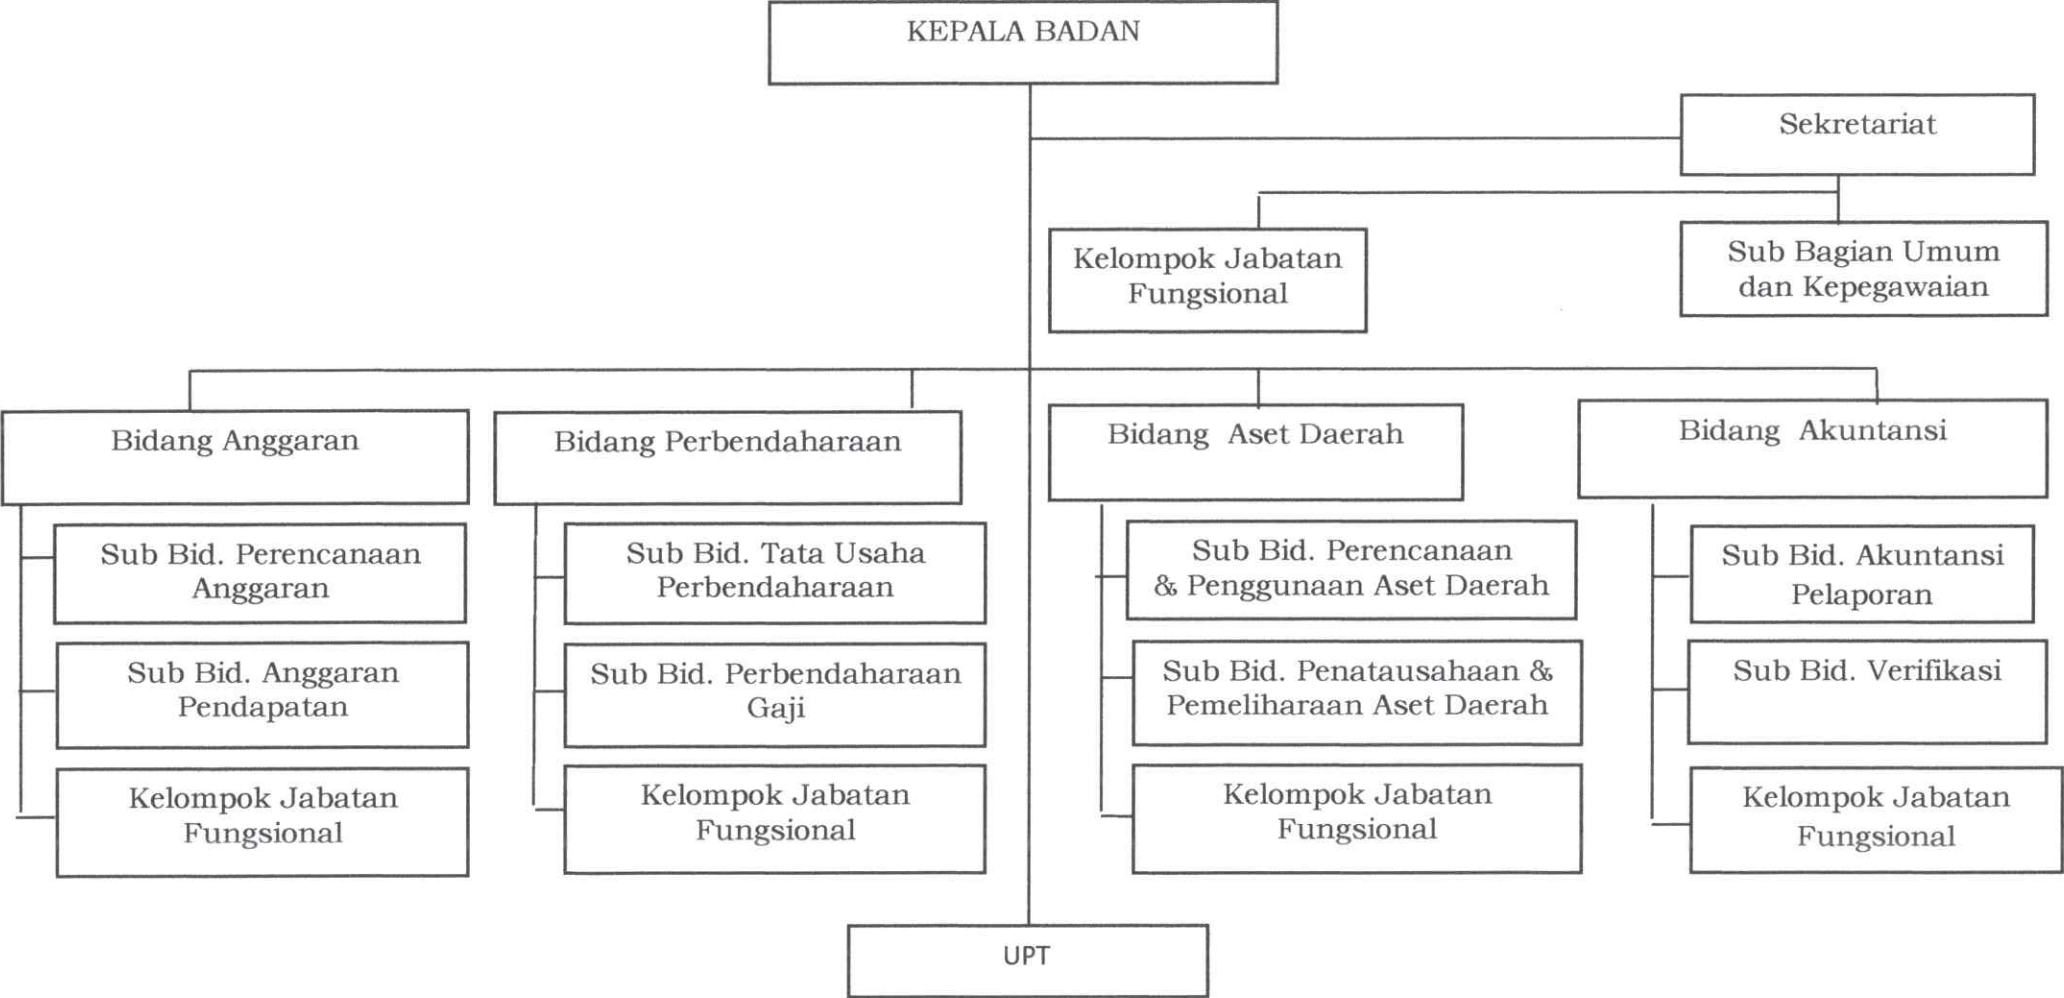 KEPALA BADAN
Sekretariat
Kelompok Jabatan
Fungsional
Sub Bagian Umum
dan Kepegawaian
Bidang Anggaran
Sub Bid. Perencanaan
Anggaran
Sub Bid. Anggaran
Pendapatan
Kelompok Jabatan
Fungsional
Bidang Perbendaharaan
Sub Bid. Tata Usaha
Perbendaharaan
Sub Bid. Perbendaharaan
Gaji
Kelompok Jabatan
Fungsional
Bidang Aset Daerah
Sub Bid. Perencanaan
& Penggunaan Aset Daerah
Sub Bid. Penatausahaan &
Pemeliharaan Aset Daerah
Kelompok Jabatan
Fungsional
Bidang Akuntansi
Sub Bid. Akuntansi
Pelaporan
Sub Bid. Verifikasi
Kelompok Jabatan
Fungsional
UPT